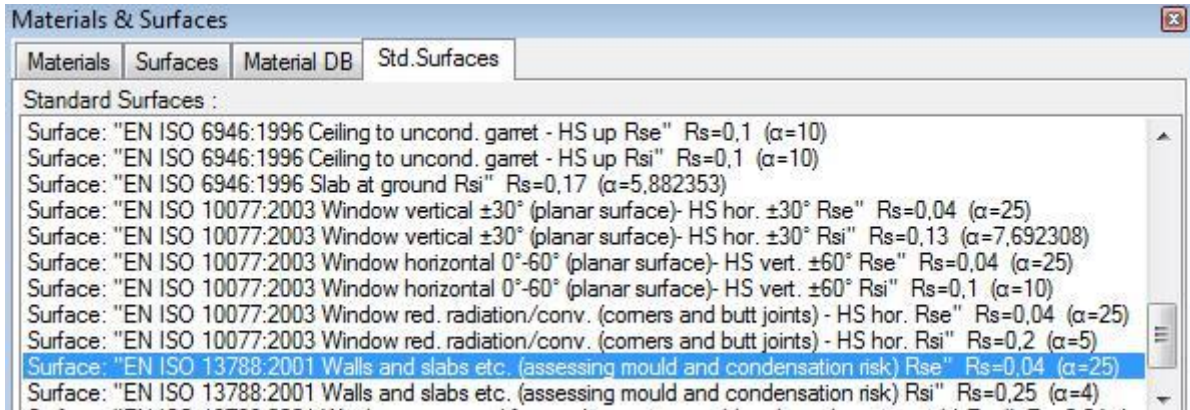 Materials & Surfaces
Materials Surfaces Material DB Std.Surfaces
Standard Surfaces :
Surface: "EN ISO 6946:1996 Ceiling to uncond. garret - HS up Rse" Rs=0,1 (α=10)
Surface: "EN ISO 6946:1996 Ceiling to uncond. garret - HS up Rsi" Rs=0,1 (α=10)
Surface: "EN ISO 6946:1996 Slab at ground Rsi" Rs=0,17 (α=5,882353)
Surface: "EN ISO 10077:2003 Window vertical ±30° (planar surface)- HS hor. ±30° Rse" Rs=0,04 (α=25)
Surface: "EN ISO 10077:2003 Window vertical ±30° (planar surface)- HS hor. ±30° Rsi" Rs=0,13 (α=7,692308)
Surface: "EN ISO 10077:2003 Window horizontal 0°-60° (planar surface)- HS vert. ±60° Rse" Rs=0,04 (α=25)
Surface: "EN ISO 10077:2003 Window horizontal 0°-60° (planar surface)- HS vert. ±60° Rsi" Rs=0,1 (α=10)
Surface: "EN ISO 10077:2003 Window red. radiation/conv. (corners and butt joints) - HS hor. Rse" Rs=0,04 (α=25)
Surface: "EN ISO 10077:2003 Window red. radiation/conv. (corners and butt joints) - HS hor. Rsi" Rs=0,2 (α=5)
Surface: "EN ISO 13788:2001 Walls and slabs etc. (assessing mould and condensation risk) Rse" Rs=0,04 (α=25)
Surface: "EN ISO 13788:2001 Walls and slabs etc. (assessing mould and condensation risk) Rsi" Rs=0,25 (α=4)